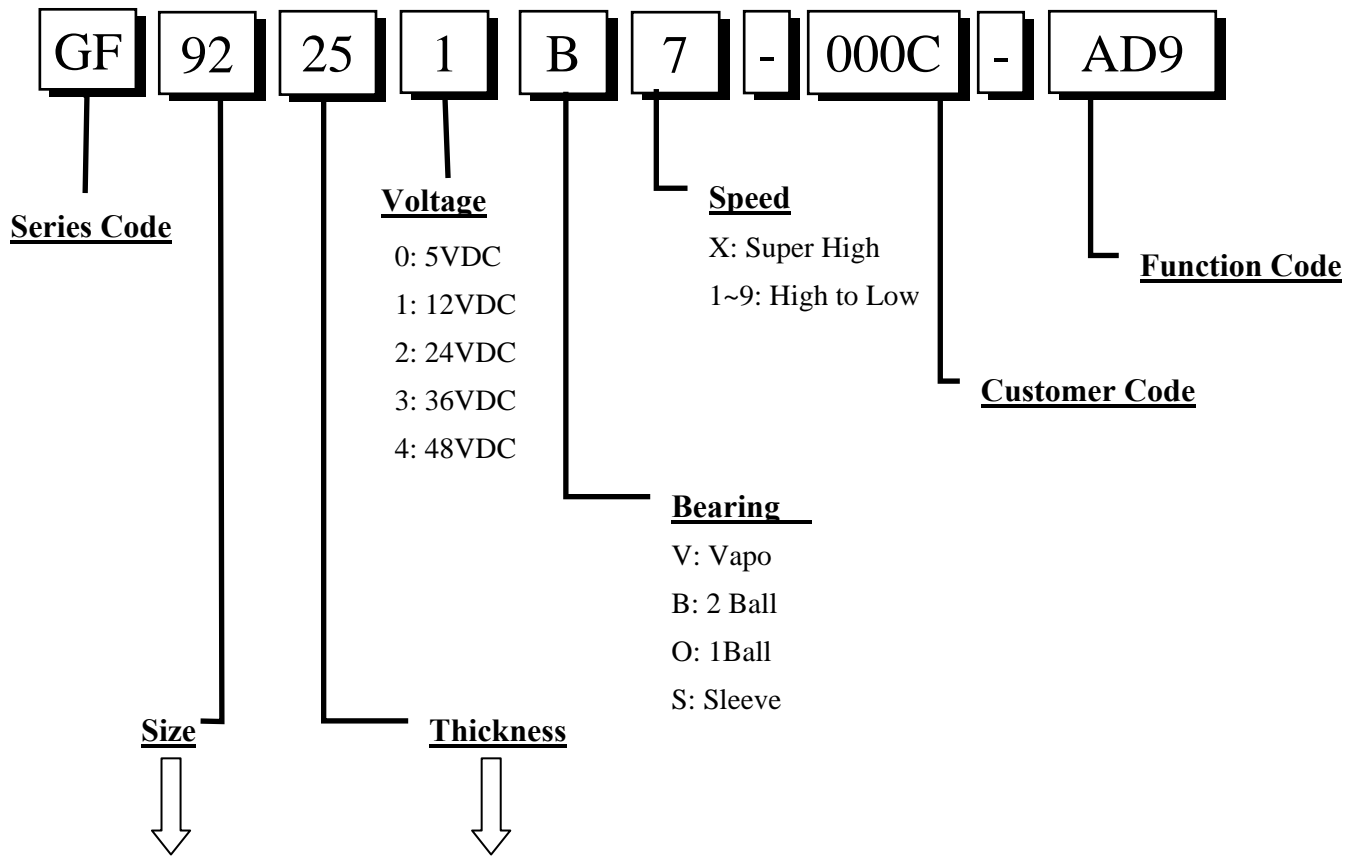 GF 92 25 1 B 7 - 000C - AD9
Series Code
Voltage
0: 5VDC
1: 12VDC
2: 24VDC
3: 36VDC
4: 48VDC
Speed
X: Super High
1~9: High to Low
Function Code
Customer Code
Bearing
V: Vapo
B: 2 Ball
O: 1Ball
S: Sleeve
Size
Thickness